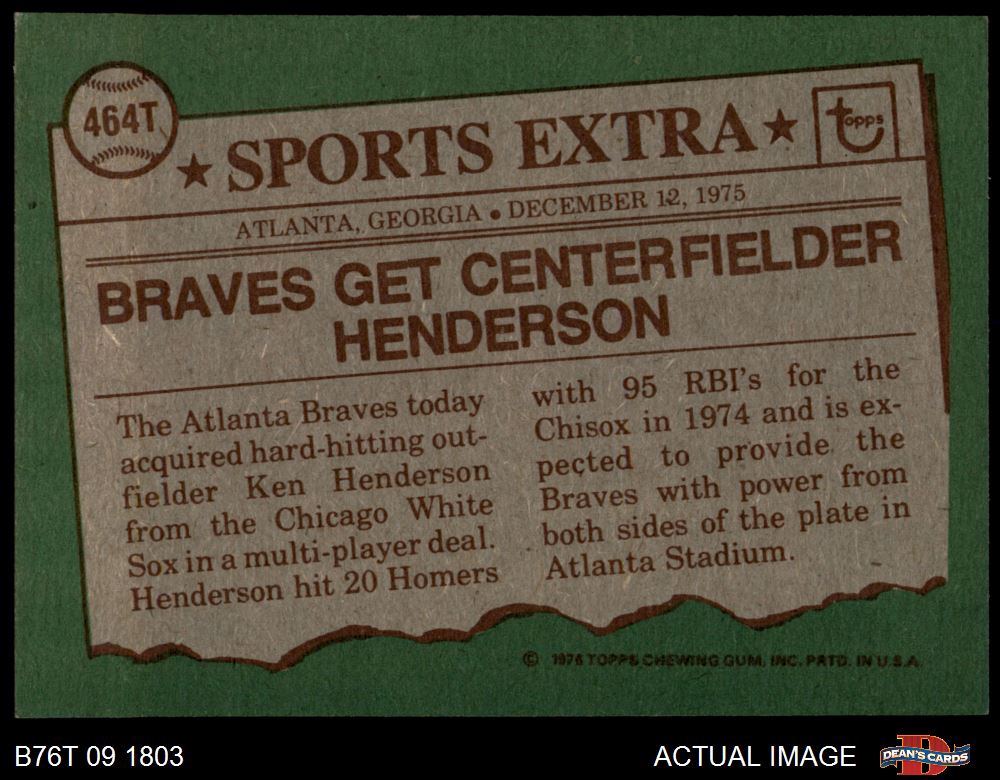 464T
★ SPORTS EXTRA ★
topps
ATLANTA, GEORGIA • DECEMBER 12, 1975
BRAVES GET CENTERFIELDER
HENDERSON
The Atlanta Braves today
acquired hard-hitting out-
fielder Ken Henderson
from the Chicago White
Sox in a multi-player deal.
Henderson hit 20 Homers
with 95 RBI's for the
Chisox in 1974 and is ex-
pected to provide the
Braves with power from
both sides of the plate in
Atlanta Stadium.
© 1976 TOPPS CHEWING GUM, INC. PRTD. IN U.S.A.
B76T 09 1803
ACTUAL IMAGE
DEAN'S CARDS